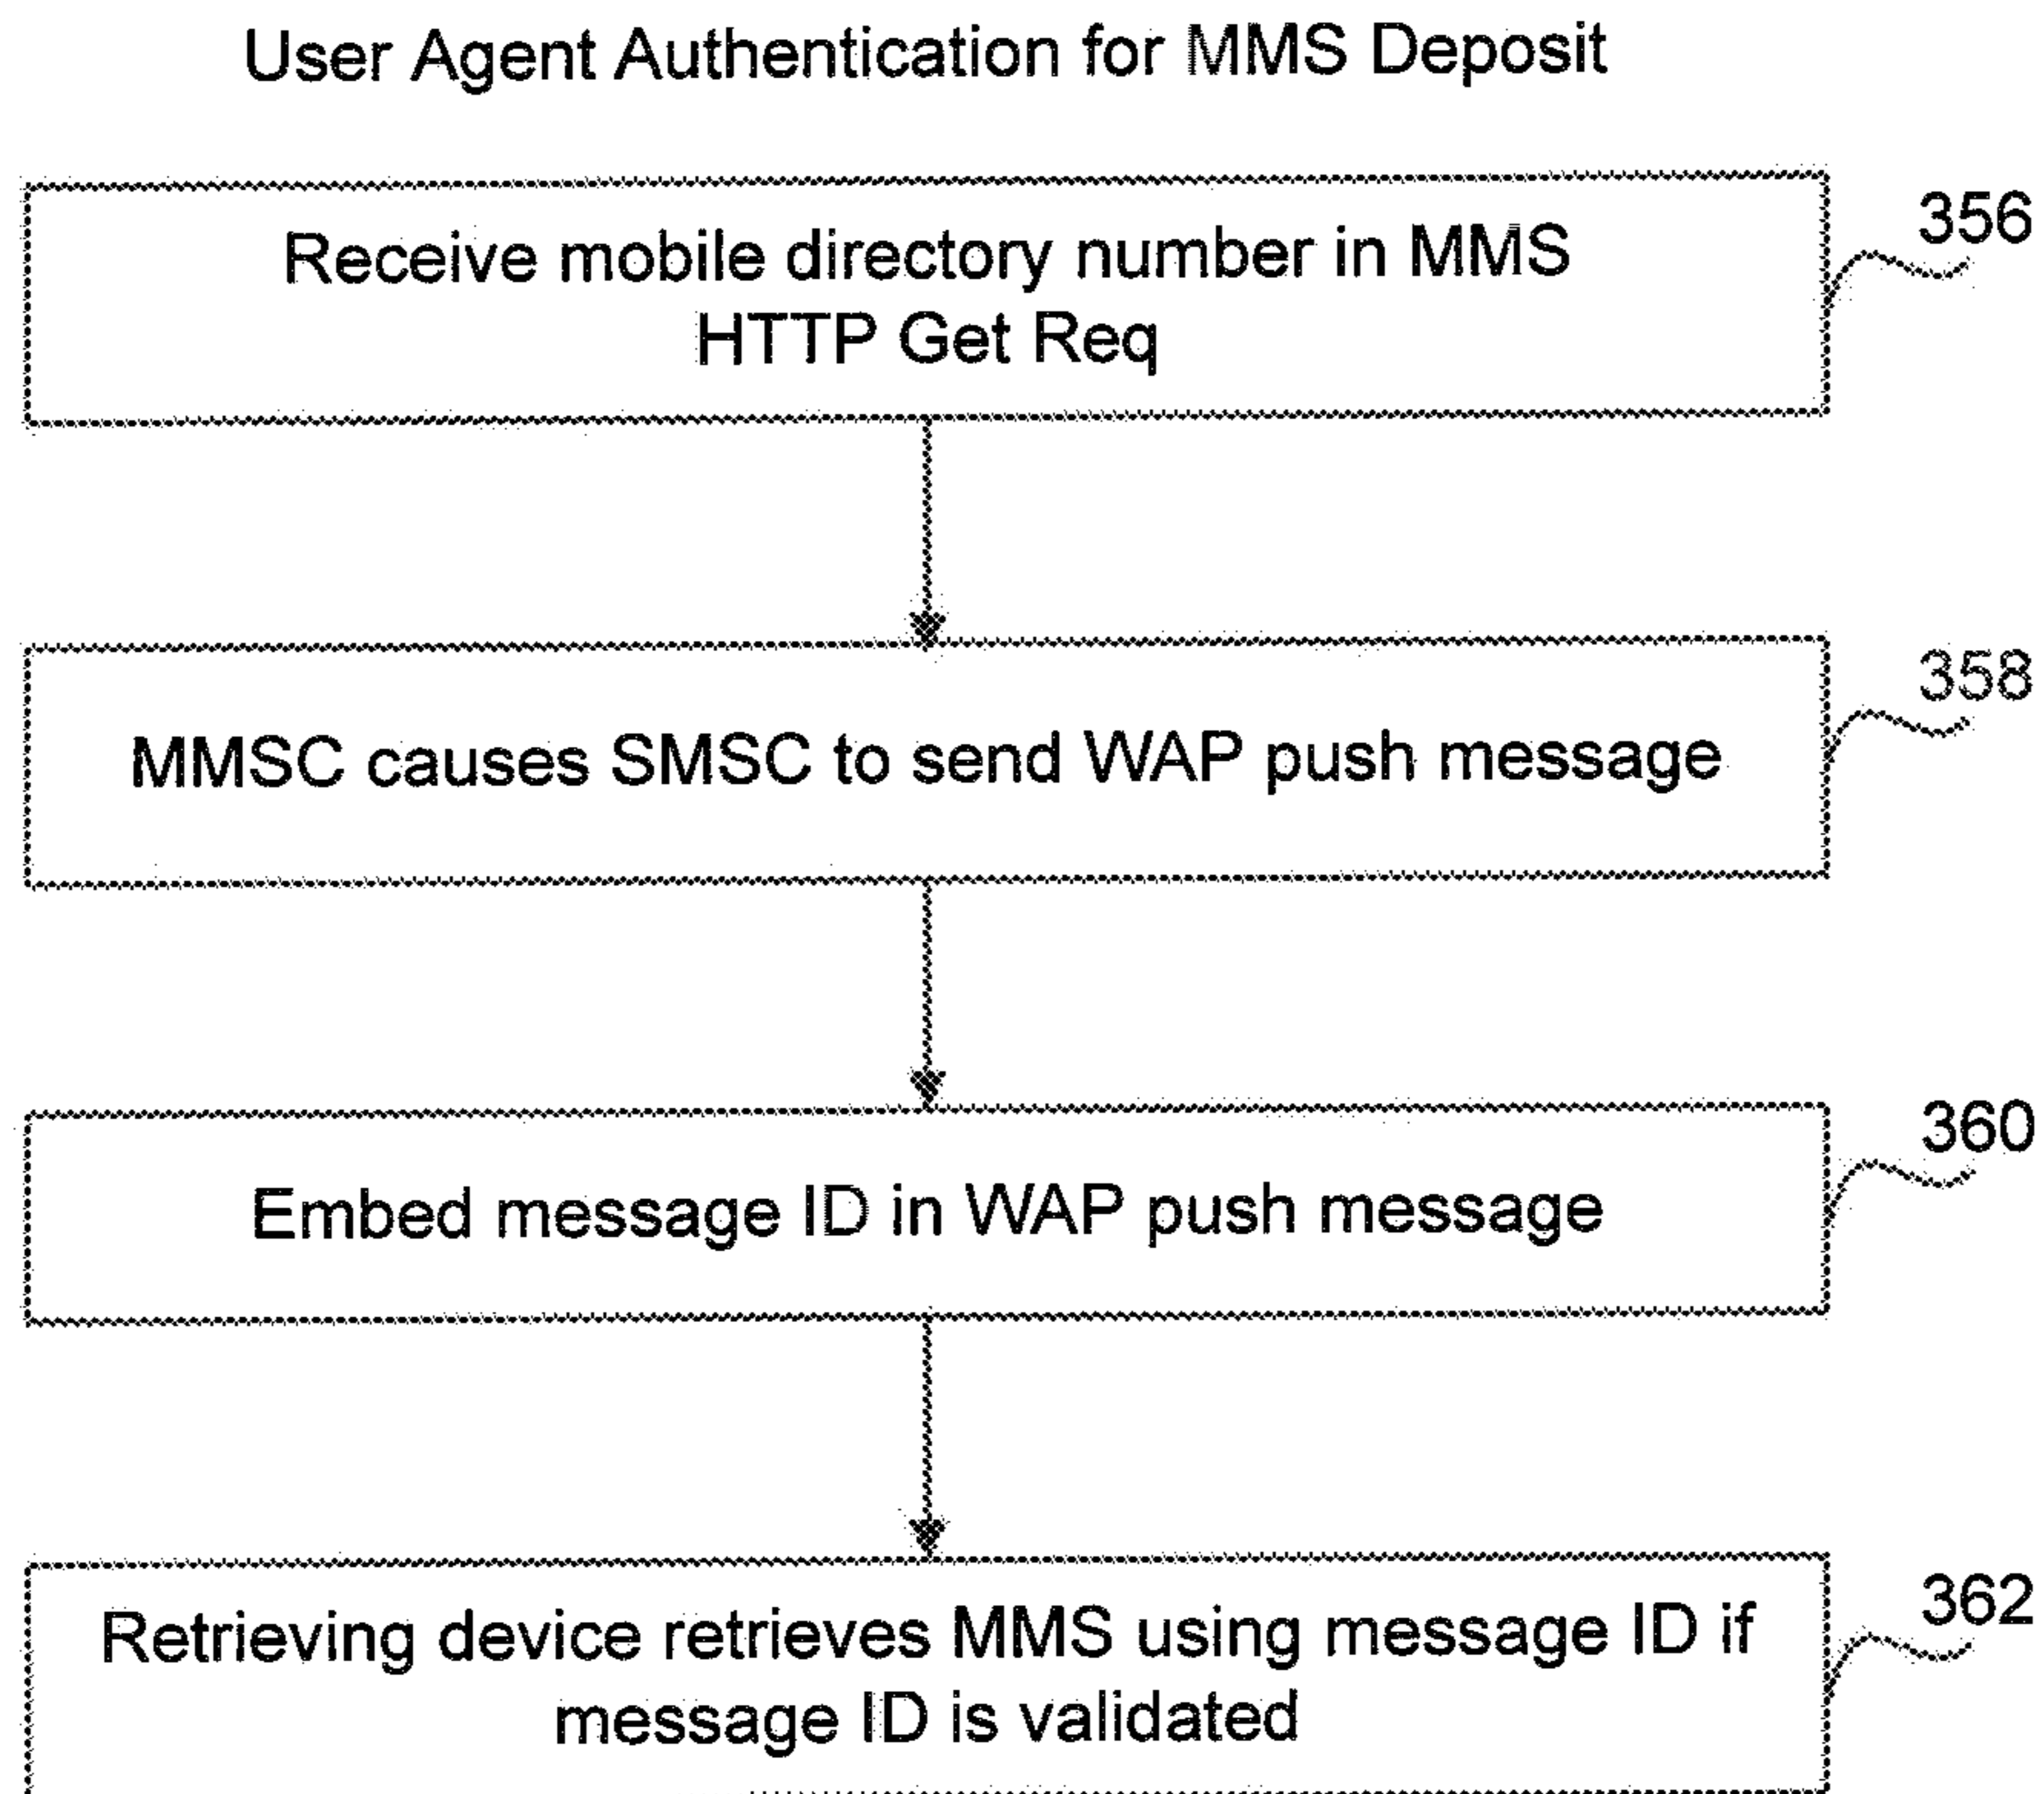 User Agent Authentication for MMS Deposit
356
Receive mobile directory number in MMS
HTTP Get Req
358
MMSC causes SMSC to send WAP push message
360
Embed message ID in WAP push message
362
Retrieving device retrieves MMS using message ID if
message ID is validated